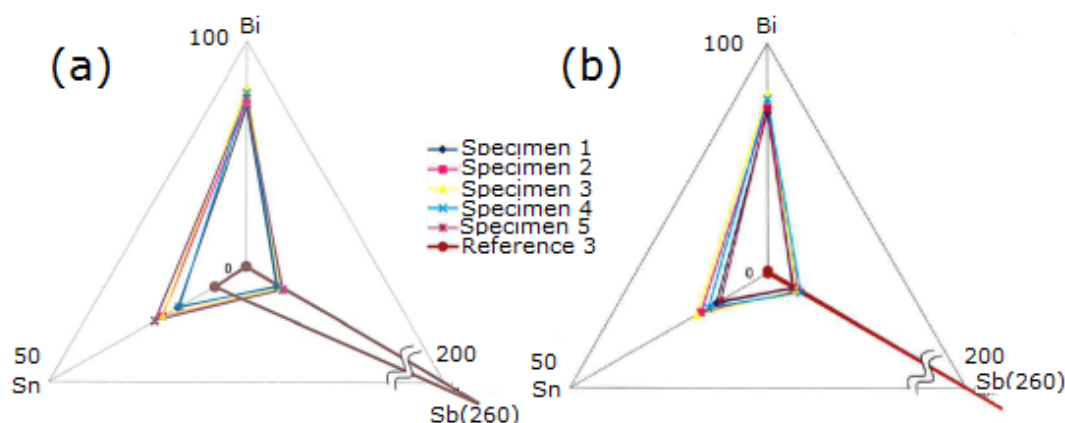 Bi
100
(a)
0
50
Sn
200
Sb(260)
Specimen 1
Specimen 2
Specimen 3
Specimen 4
Specimen 5
Reference 3
Bi
100
(b)
0
50
Sn
200
Sb(260)